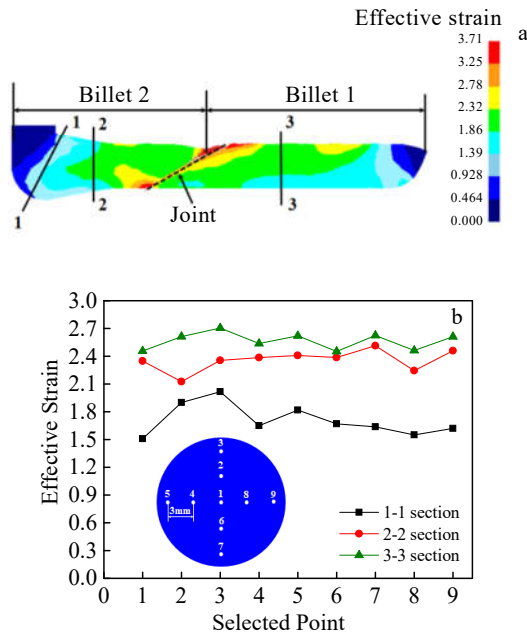 Effective strain
a
3.71
3.25
2.78
2.32
1.86
1.39
0.928
0.464
0.000
Billet 2
Billet 1
1
2
3
1
2
3
Joint
b
3.0
2.7
2.4
2.1
1.8
1.5
1.2
0.9
0.6
0.3
0.0
Effective Strain
3
2
5 4 1 8 9
3mm
6
7
1-1 section
2-2 section
3-3 section
0 1 2 3 4 5 6 7 8 9
Selected Point